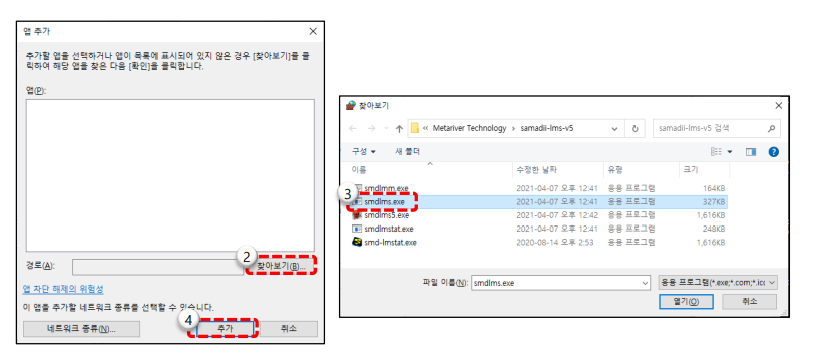 앱 추가
추가할 앱을 선택하거나 앱이 목록에 표시되어 있지 않은 경우 [찾아보기]를 클
릭하여 해당 앱을 찾은 다음 [확인]을 클릭합니다.
앱(P):
경로(A):
2
찾아보기(B)...
앱 차단 해제의 위험성
이 앱을 추가할 네트워크 종류를 선택할 수 있습니다.
4
네트워크 종류(N)...
추가
취소
찾아보기
« Metariver Technology › samadii-lms-v5
samadii-lms-v5 검색
구성
새 폴더
이름 수정한 날짜 유형 크기
3
smdlmm.exe 2021-04-07 오후 12:41 응용 프로그램 164KB
smdlms.exe 2021-04-07 오후 12:41 응용 프로그램 327KB
smdlms5.exe 2021-04-07 오후 12:42 응용 프로그램 1,616KB
smdlmstat.exe 2021-04-07 오후 12:41 응용 프로그램 248KB
smd-lmstat.exe 2020-08-14 오후 2:53 응용 프로그램 1,616KB
파일 이름(N): smdlms.exe
응용 프로그램(*.exe;*.com;*.icc
열기(O)
취소